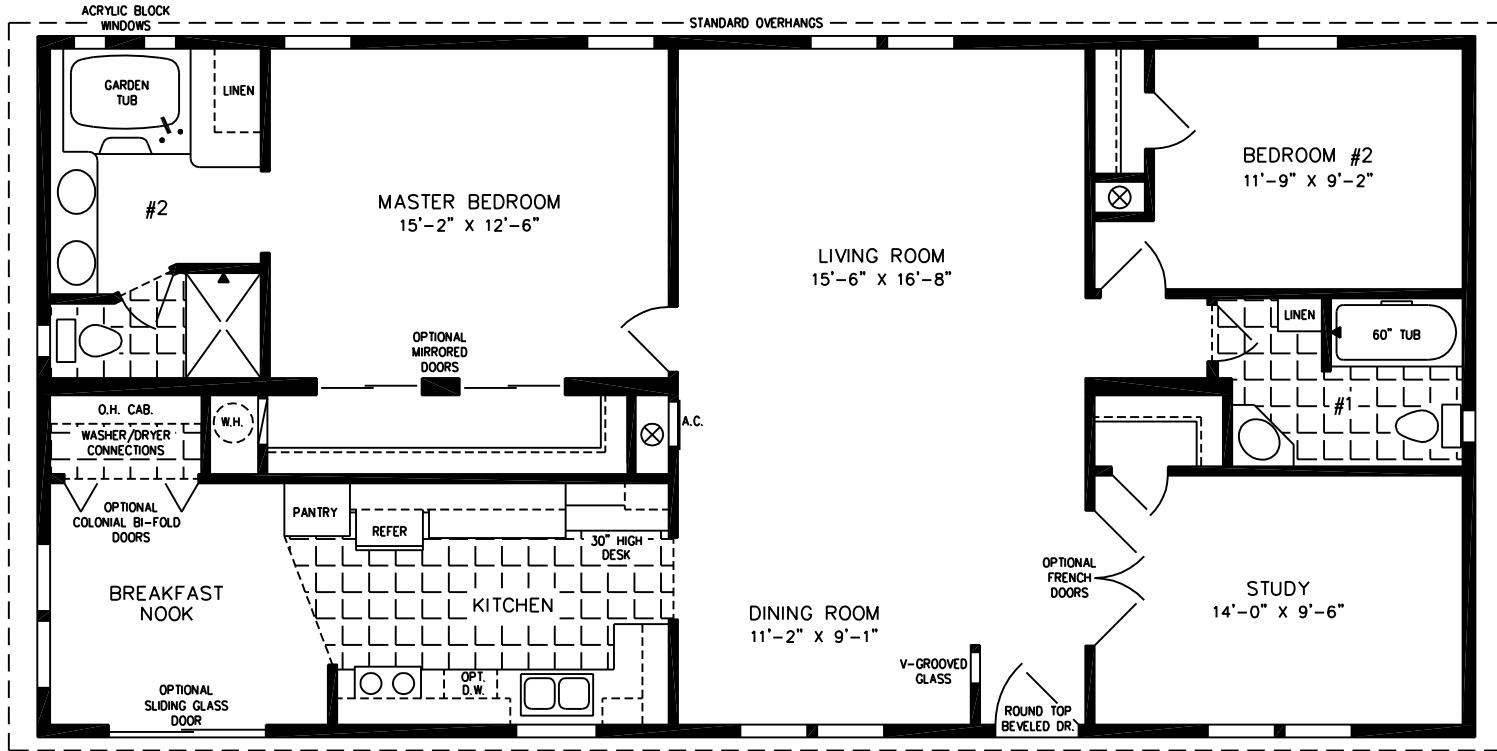 ACRYLIC BLOCK
WINDOWS
STANDARD OVERHANGS
GARDEN
TUB
LINEN
#2
MASTER BEDROOM
15'-2" X 12'-6"
LIVING ROOM
15'-6" X 16'-8"
BEDROOM #2
11'-9" X 9'-2"
OPTIONAL
MIRRORED
DOORS
LINEN
60" TUB
#1
O.H. CAB.
WASHER/DRYER
CONNECTIONS
W.H.
A.C.
OPTIONAL
COLONIAL BI-FOLD
DOORS
PANTRY
REFER
30" HIGH
DESK
BREAKFAST
NOOK
KITCHEN
DINING ROOM
11'-2" X 9'-1"
OPTIONAL
FRENCH
DOORS
STUDY
14'-0" X 9'-6"
OPTIONAL
SLIDING GLASS
DOOR
OPT.
D.W.
V-GROOVED
GLASS
ROUND TOP
BEVELED DR.